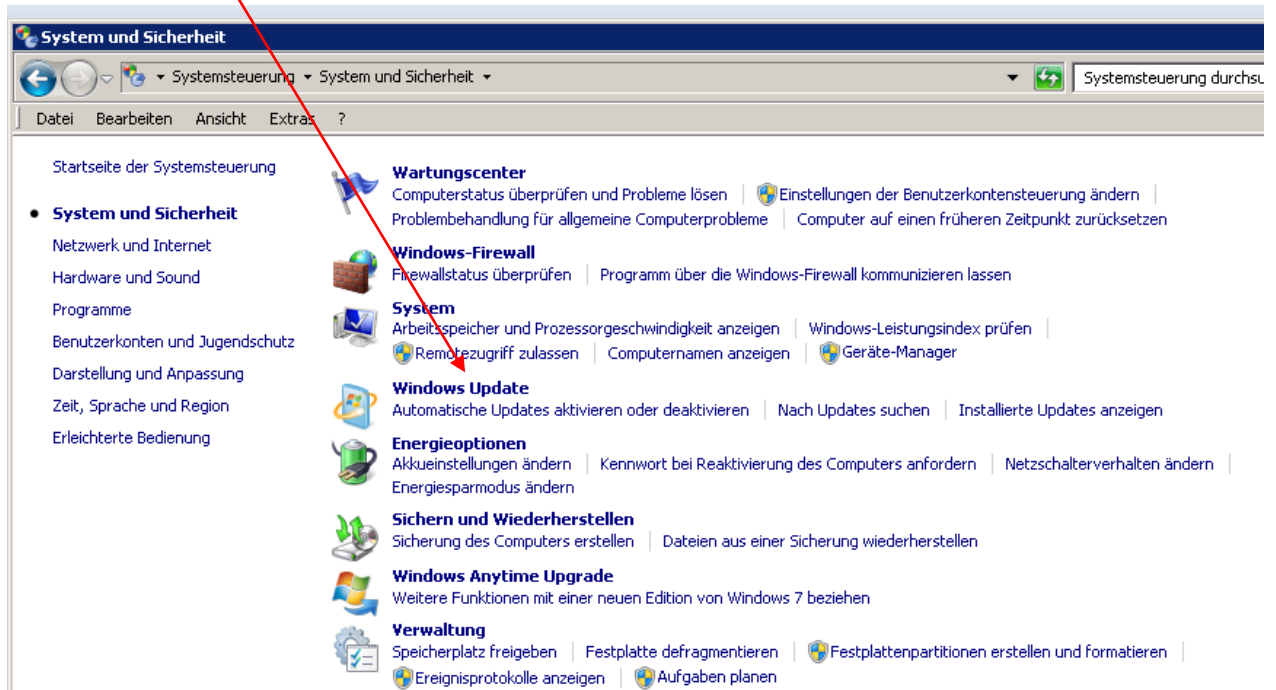 System und Sicherheit
Systemsteuerung System und Sicherheit Systemsteuerung durchsu
Datei Bearbeiten Ansicht Extras ?
Startseite der Systemsteuerung
System und Sicherheit
Netzwerk und Internet
Hardware und Sound
Programme
Benutzerkonten und Jugendschutz
Darstellung und Anpassung
Zeit, Sprache und Region
Erleichterte Bedienung
Wartungscenter
Computerstatus überprüfen und Probleme lösen Einstellungen der Benutzerkontensteuerung ändern
Problembehandlung für allgemeine Computerprobleme Computer auf einen früheren Zeitpunkt zurücksetzen
Windows-Firewall
Firewallstatus überprüfen Programm über die Windows-Firewall kommunizieren lassen
System
Arbeitsspeicher und Prozessorgeschwindigkeit anzeigen Windows-Leistungsindex prüfen
Remotezugriff zulassen Computernamen anzeigen Geräte-Manager
Windows Update
Automatische Updates aktivieren oder deaktivieren Nach Updates suchen Installierte Updates anzeigen
Energieoptionen
Akkueinstellungen ändern Kennwort bei Reaktivierung des Computers anfordern Netzschalterverhalten ändern
Energiesparmodus ändern
Sichern und Wiederherstellen
Sicherung des Computers erstellen Dateien aus einer Sicherung wiederherstellen
Windows Anytime Upgrade
Weitere Funktionen mit einer neuen Edition von Windows 7 beziehen
Verwaltung
Speicherplatz freigeben Festplatte defragmentieren Festplattenpartitionen erstellen und formatieren
Ereignisprotokolle anzeigen Aufgaben planen